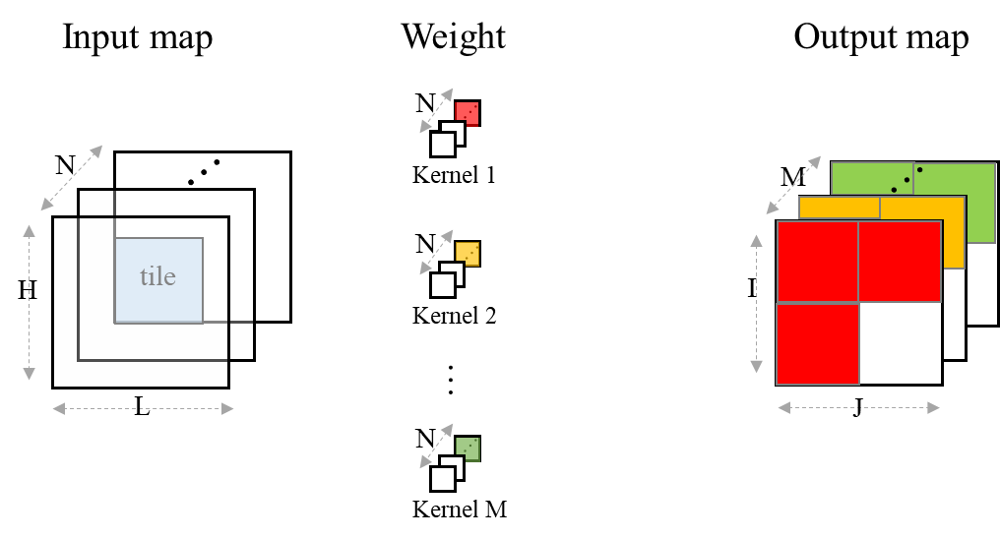 Input map
Weight
Output map
N
H
tile
L
N
Kernel 1
N
Kernel 2
N
Kernel M
M
I
J